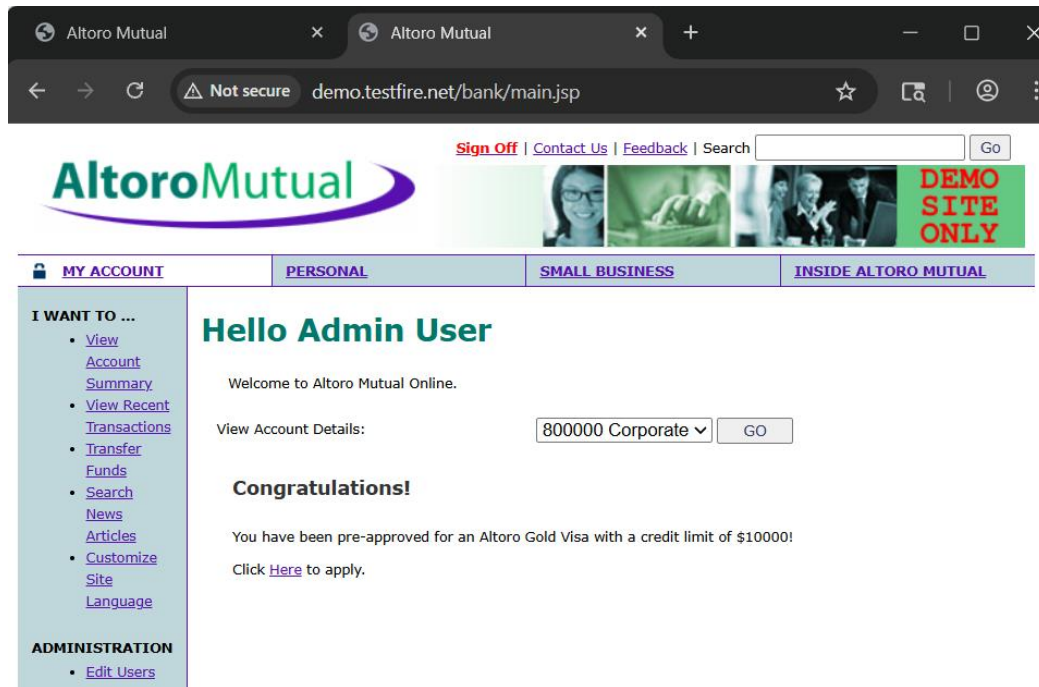 Altoro Mutual
Altoro Mutual
Not secure demo.testfire.net/bank/main.jsp
Sign Off | Contact Us | Feedback | Search Go
AltoroMutual
DEMO
SITE
ONLY
MY ACCOUNT PERSONAL SMALL BUSINESS INSIDE ALTORO MUTUAL
I WANT TO ...
View
Account
Summary
View Recent
Transactions
Transfer
Funds
Search
News
Articles
Customize
Site
Language
ADMINISTRATION
Edit Users
Hello Admin User
Welcome to Altoro Mutual Online.
View Account Details: 800000 Corporate GO
Congratulations!
You have been pre-approved for an Altoro Gold Visa with a credit limit of $10000!
Click Here to apply.